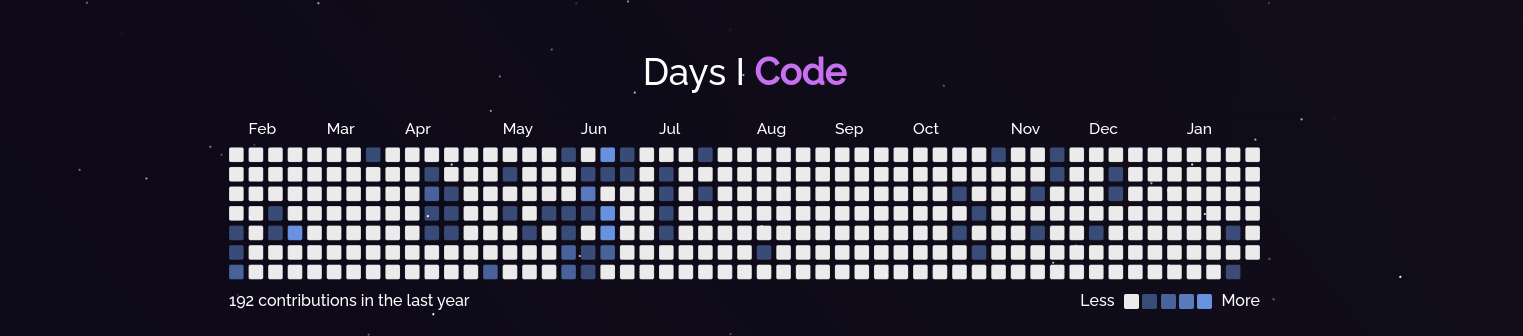 Days I Code
Feb Mar Apr May Jun Jul Aug Sep Oct Nov Dec Jan
192 contributions in the last year
Less More